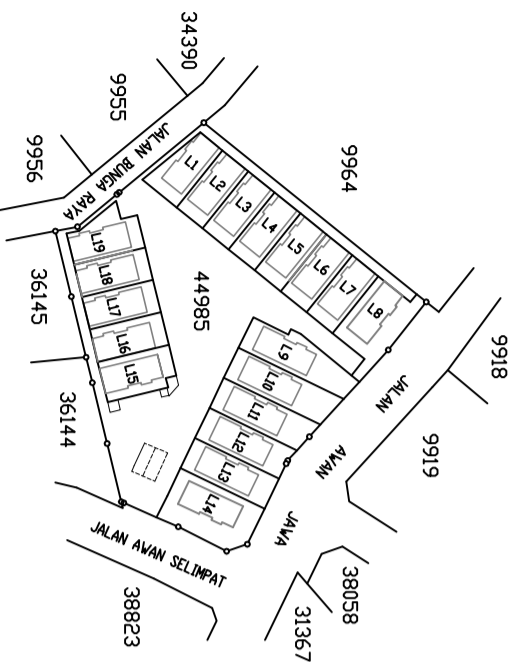 34390
9955
9956
JALAN BUNGA RAYA
9964
L1
L2
L3
L4
L5
L6
L7
L8
L19
L18
L17
L16
L15
44985
36145
36144
L9
L10
L11
L12
L13
L14
JALAN
AWAN
JAWA
9918
9919
JALAN AWAN SELIMPAT
38823
38058
31367